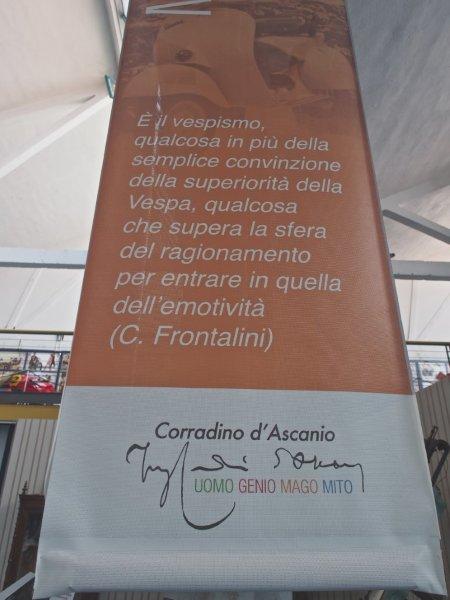 È il vespismo,
qualcosa in più della
semplice convinzione
della superiorità della
Vespa, qualcosa
che supera la sfera
del ragionamento
per entrare in quella
dell'emotività
(C. Frontalini)
Corradino d'Ascanio
UOMO GENIO MAGO MITO